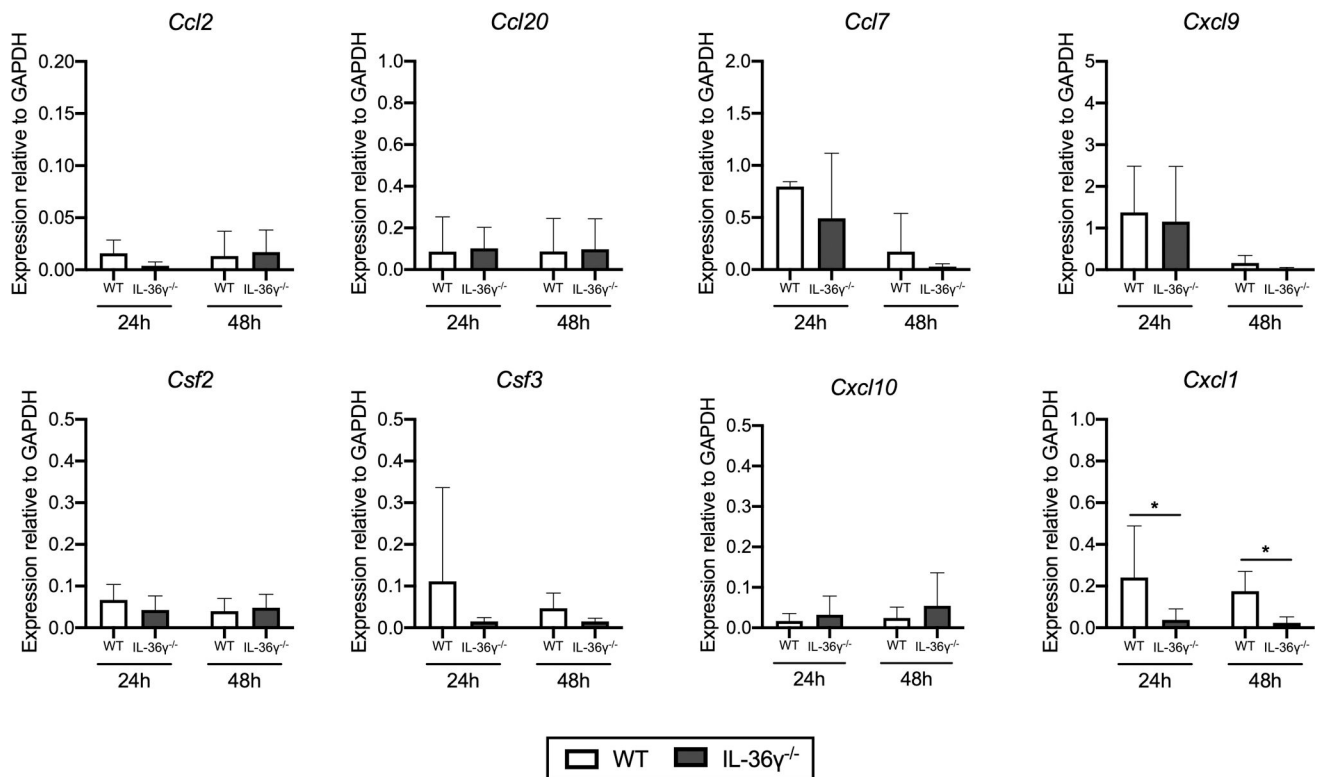 Ccl2
Expression relative to GAPDH
0.20
0.15
0.10
0.05
0.00
WT IL-36γ-/- WT IL-36γ-/-
24h 48h
Ccl20
Expression relative to GAPDH
1.0
0.8
0.6
0.4
0.2
0.0
WT IL-36γ-/- WT IL-36γ-/-
24h 48h
Ccl7
Expression relative to GAPDH
2.0
1.5
1.0
0.5
0.0
WT IL-36γ-/- WT IL-36γ-/-
24h 48h
Cxcl9
Expression relative to GAPDH
5
4
3
2
1
0
WT IL-36γ-/- WT IL-36γ-/-
24h 48h
Csf2
Expression relative to GAPDH
0.5
0.4
0.3
0.2
0.1
0.0
WT IL-36γ-/- WT IL-36γ-/-
24h 48h
Csf3
Expression relative to GAPDH
0.5
0.4
0.3
0.2
0.1
0.0
WT IL-36γ-/- WT IL-36γ-/-
24h 48h
Cxcl10
Expression relative to GAPDH
0.5
0.4
0.3
0.2
0.1
0.0
WT IL-36γ-/- WT IL-36γ-/-
24h 48h
Cxcl1
Expression relative to GAPDH
1.0
0.8
0.6
0.4
0.2
0.0
*
*
WT IL-36γ-/- WT IL-36γ-/-
24h 48h
WT IL-36γ-/-